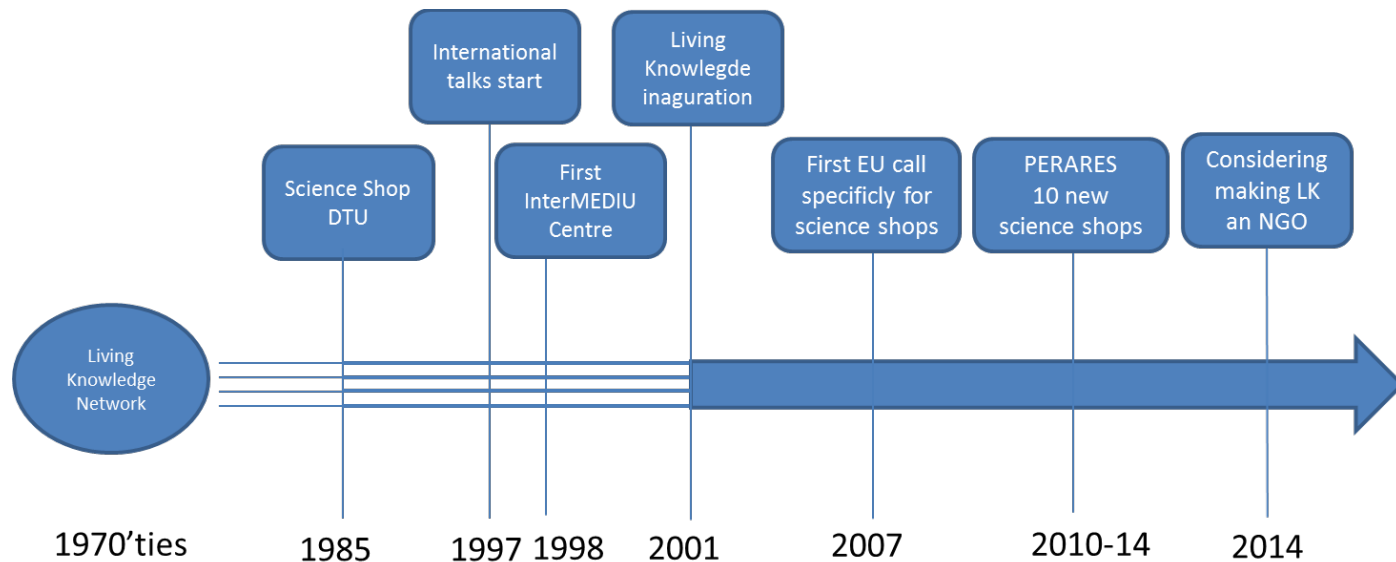 International
talks start
Living
Knowlegde
inaguration
Science Shop
DTU
First
InterMEDIU
Centre
First EU call
specificly for
science shops
PERARES
10 new
science shops
Considering
making LK
an NGO
Living
Knowledge
Network
1970’ties
1985
1997
1998
2001
2007
2010-14
2014